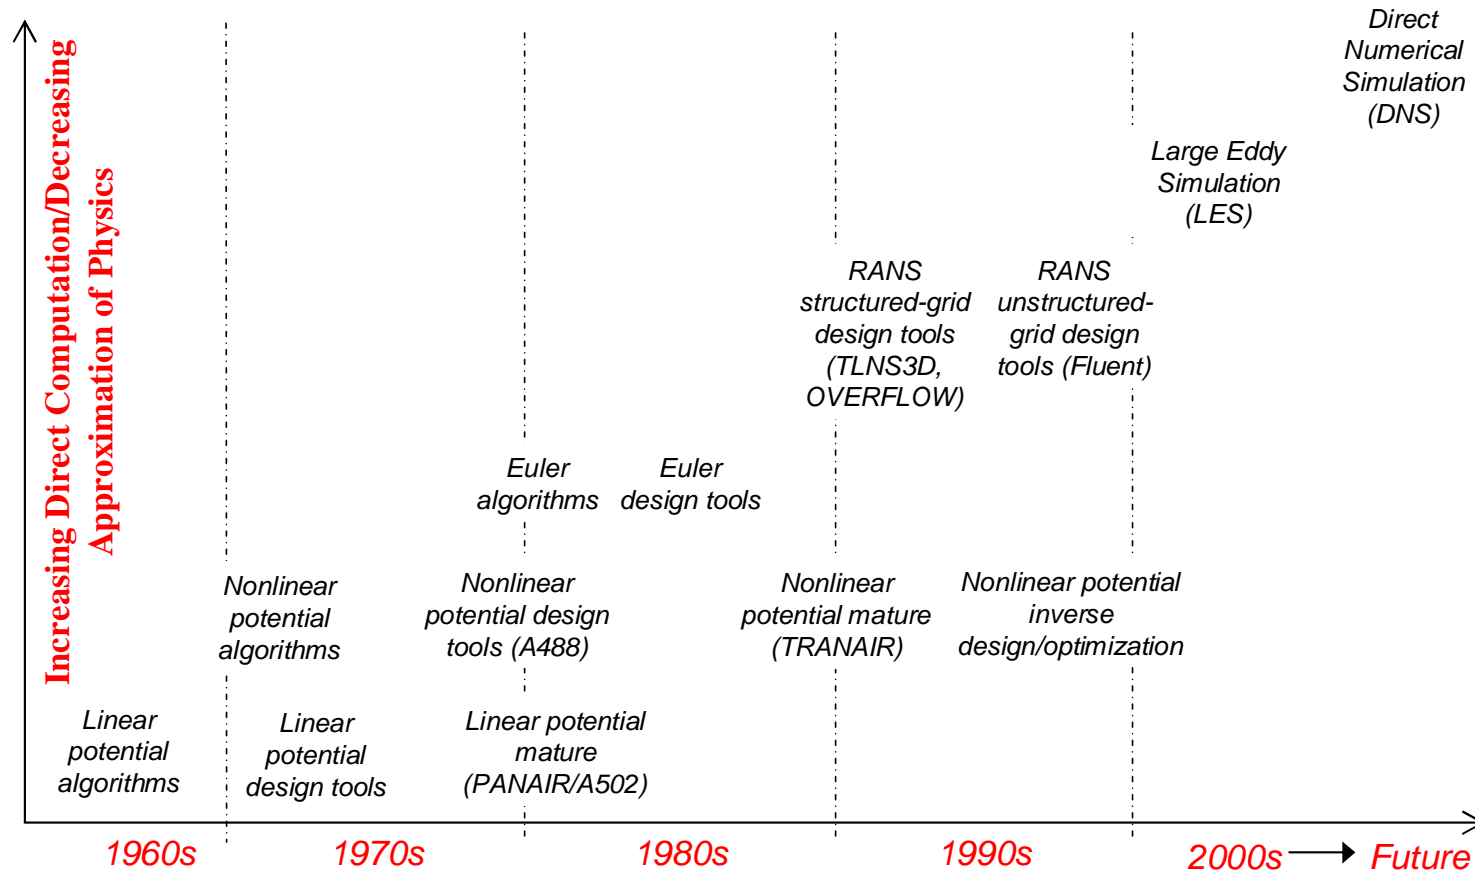 Increasing Direct Computation/Decreasing
Approximation of Physics
Direct
Numerical
Simulation
(DNS)
Large Eddy
Simulation
(LES)
RANS
structured-grid
design tools
(TLNS3D,
OVERFLOW)
RANS
unstructured-
grid design
tools (Fluent)
Euler
algorithms
Euler
design tools
Nonlinear
potential
algorithms
Nonlinear
potential design
tools (A488)
Nonlinear
potential mature
(TRANAIR)
Nonlinear potential
inverse
design/optimization
Linear
potential
algorithms
Linear
potential
design tools
Linear potential
mature
(PANAIR/A502)
1960s
1970s
1980s
1990s
2000s
Future